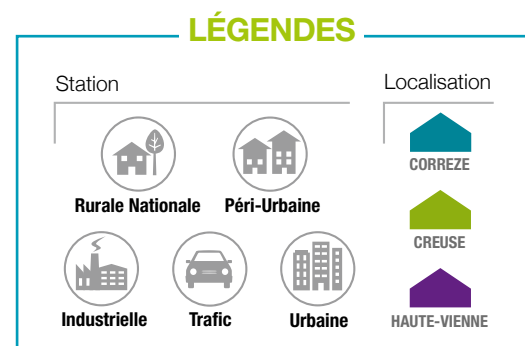 LÉGENDES
Station
Rurale Nationale
Péri-Urbaine
Industrielle
Trafic
Urbaine
Localisation
CORREZE
CREUSE
HAUTE-VIENNE